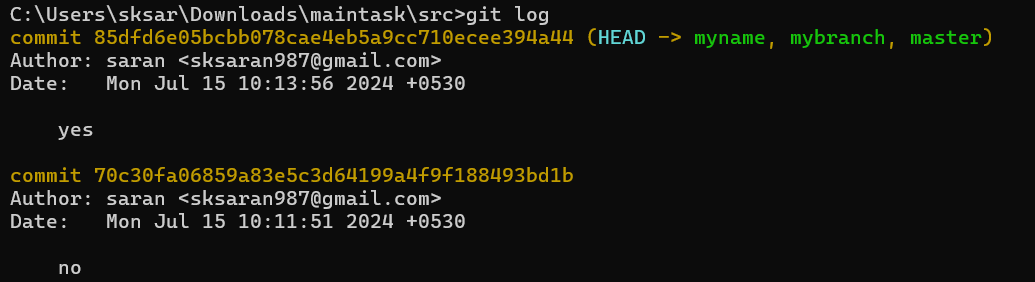 C:\Users\sksar\Downloads\maintask\src>git log
commit 85dfd6e05bcbb078cae4eb5a9cc710ecee394a44 (HEAD -> myname, mybranch, master)
Author: saran <sksaran987@gmail.com>
Date:   Mon Jul 15 10:13:56 2024 +0530
yes
commit 70c30fa06859a83e5c3d64199a4f9f188493bd1b
Author: saran <sksaran987@gmail.com>
Date:   Mon Jul 15 10:11:51 2024 +0530
no